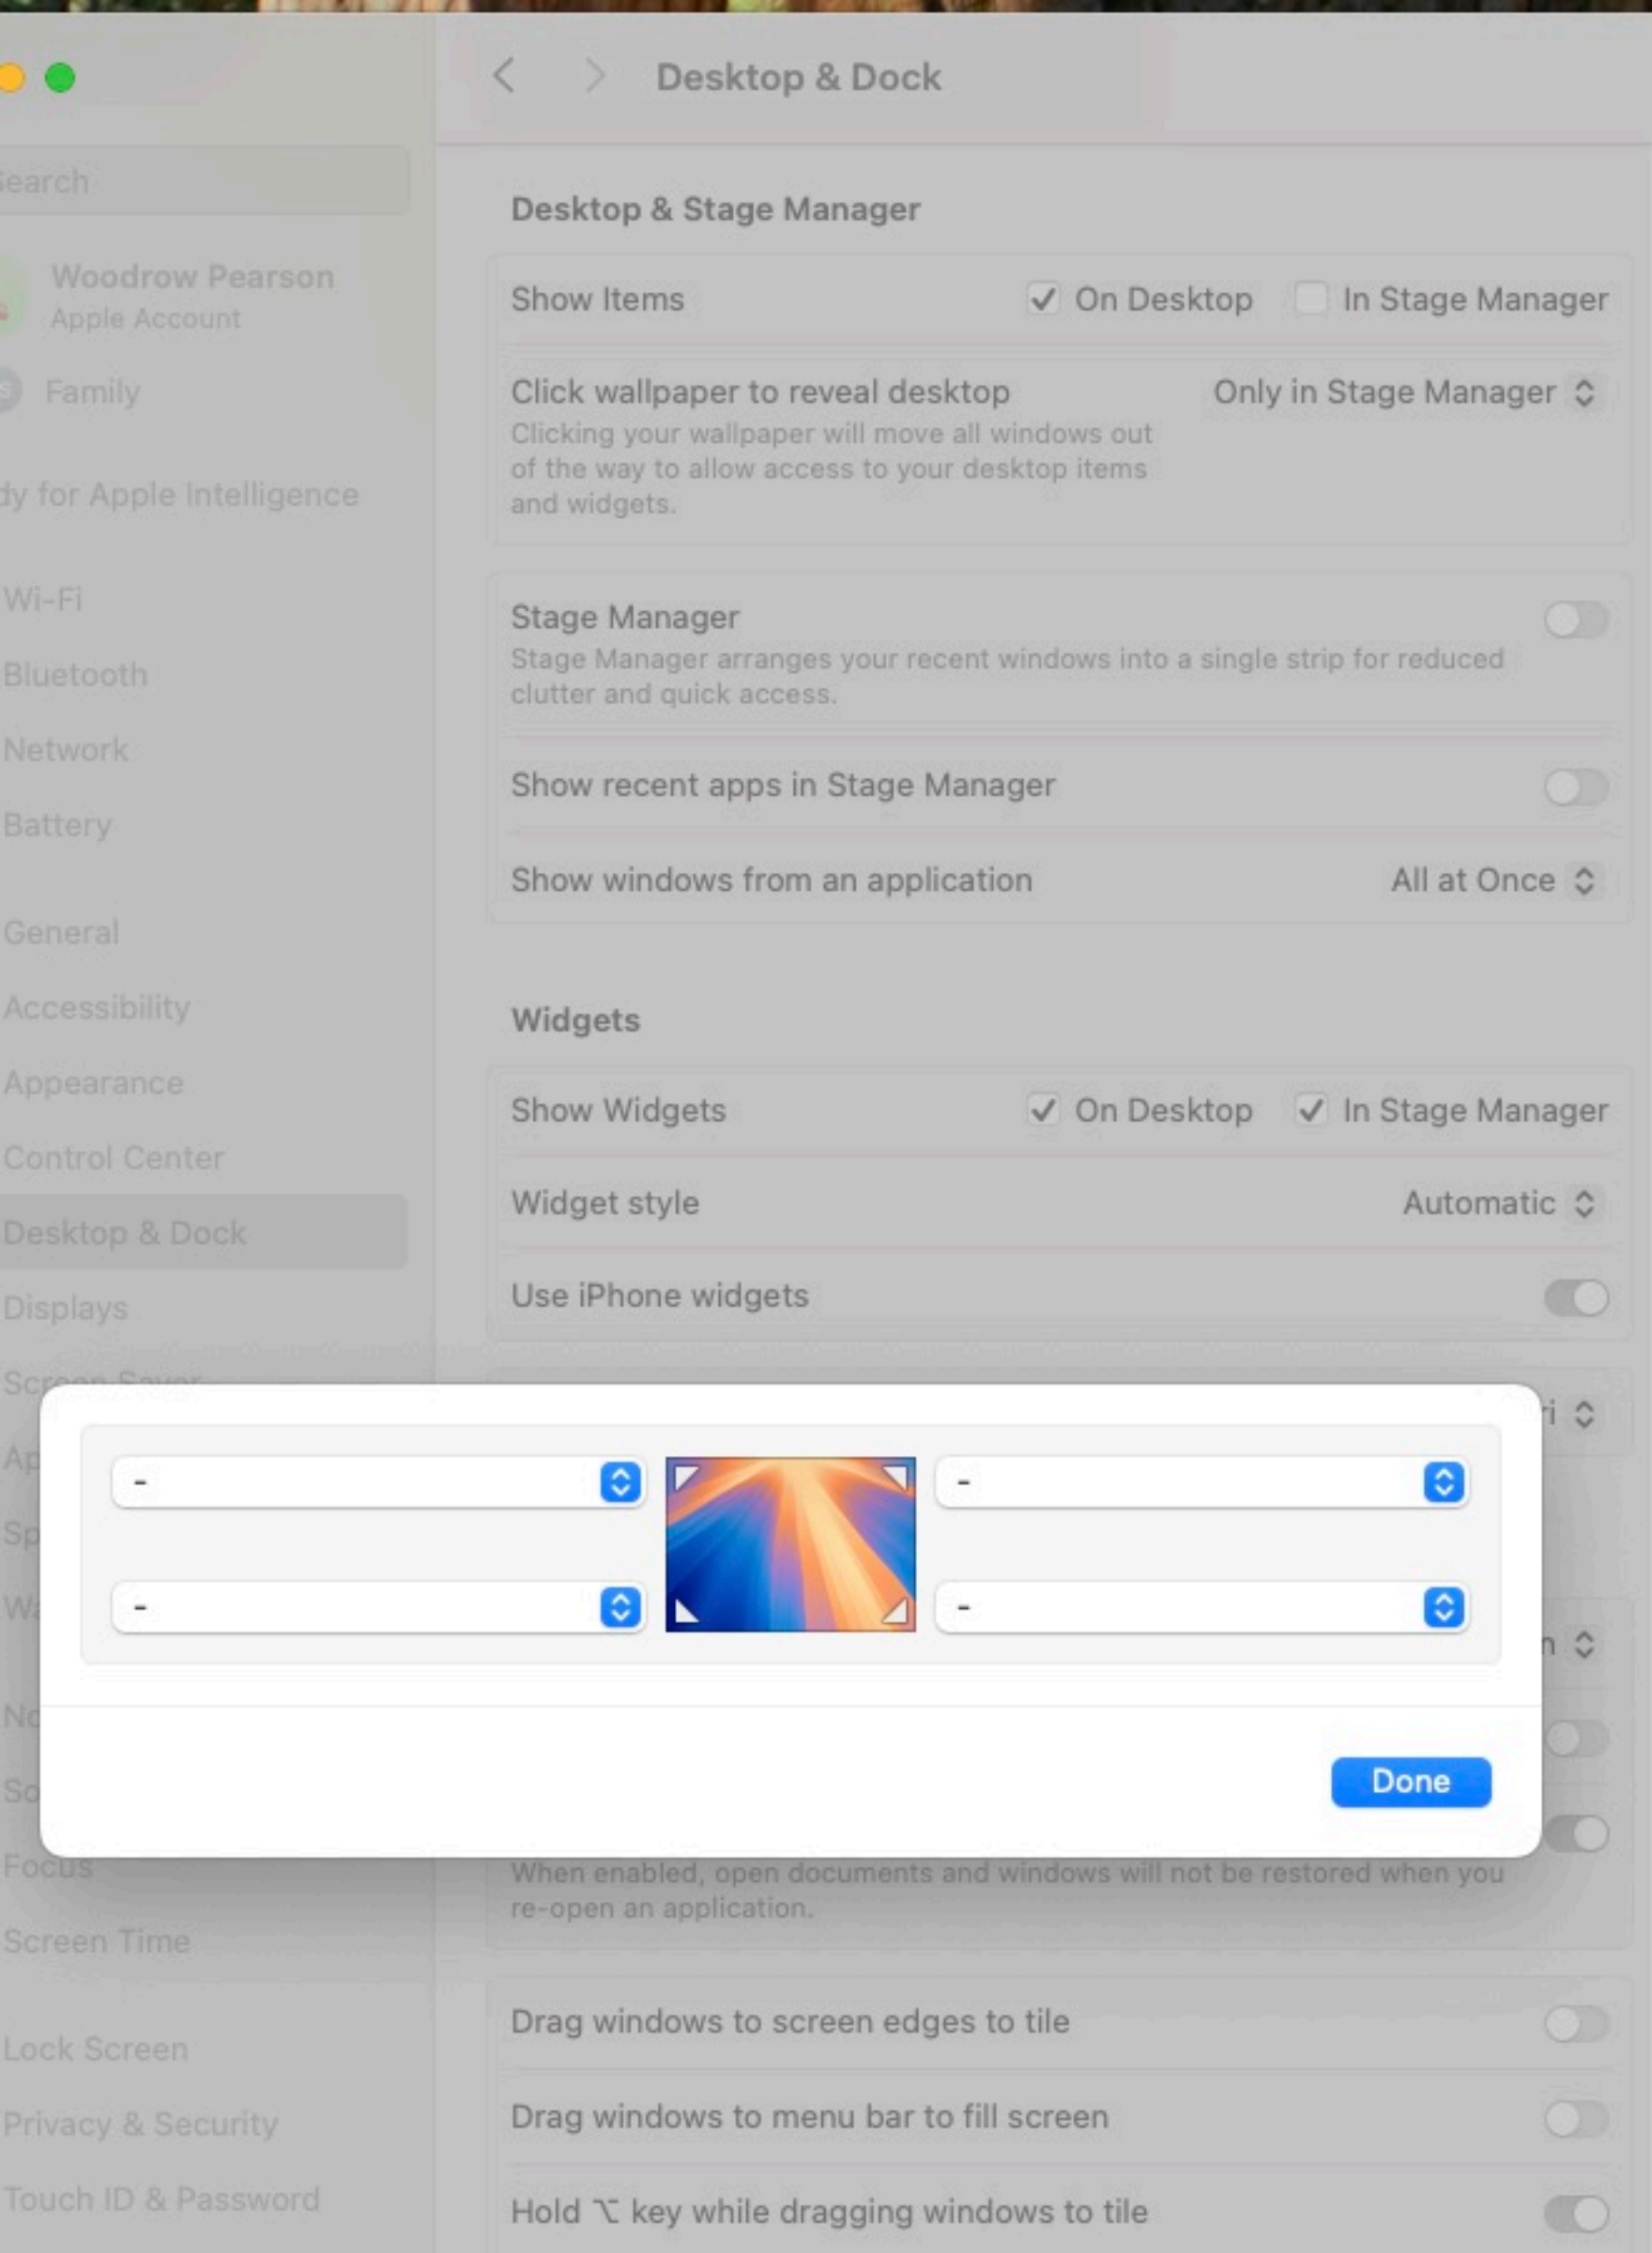 Desktop & Dock
Search
Woodrow Pearson
Apple Account
Family
dy for Apple Intelligence
Wi-Fi
Bluetooth
Network
Battery
General
Accessibility
Appearance
Control Center
Desktop & Dock
Displays
Screen Saver
Focus
Screen Time
Lock Screen
Privacy & Security
Touch ID & Password
Desktop & Stage Manager
Show Items On Desktop In Stage Manager
Click wallpaper to reveal desktop Only in Stage Manager
Clicking your wallpaper will move all windows out
of the way to allow access to your desktop items
and widgets.
Stage Manager
Stage Manager arranges your recent windows into a single strip for reduced
clutter and quick access.
Show recent apps in Stage Manager
Show windows from an application All at Once
Widgets
Show Widgets On Desktop In Stage Manager
Widget style Automatic
Use iPhone widgets
- -
- -
Done
When enabled, open documents and windows will not be restored when you
re-open an application.
Drag windows to screen edges to tile
Drag windows to menu bar to fill screen
Hold ⌥ key while dragging windows to tile